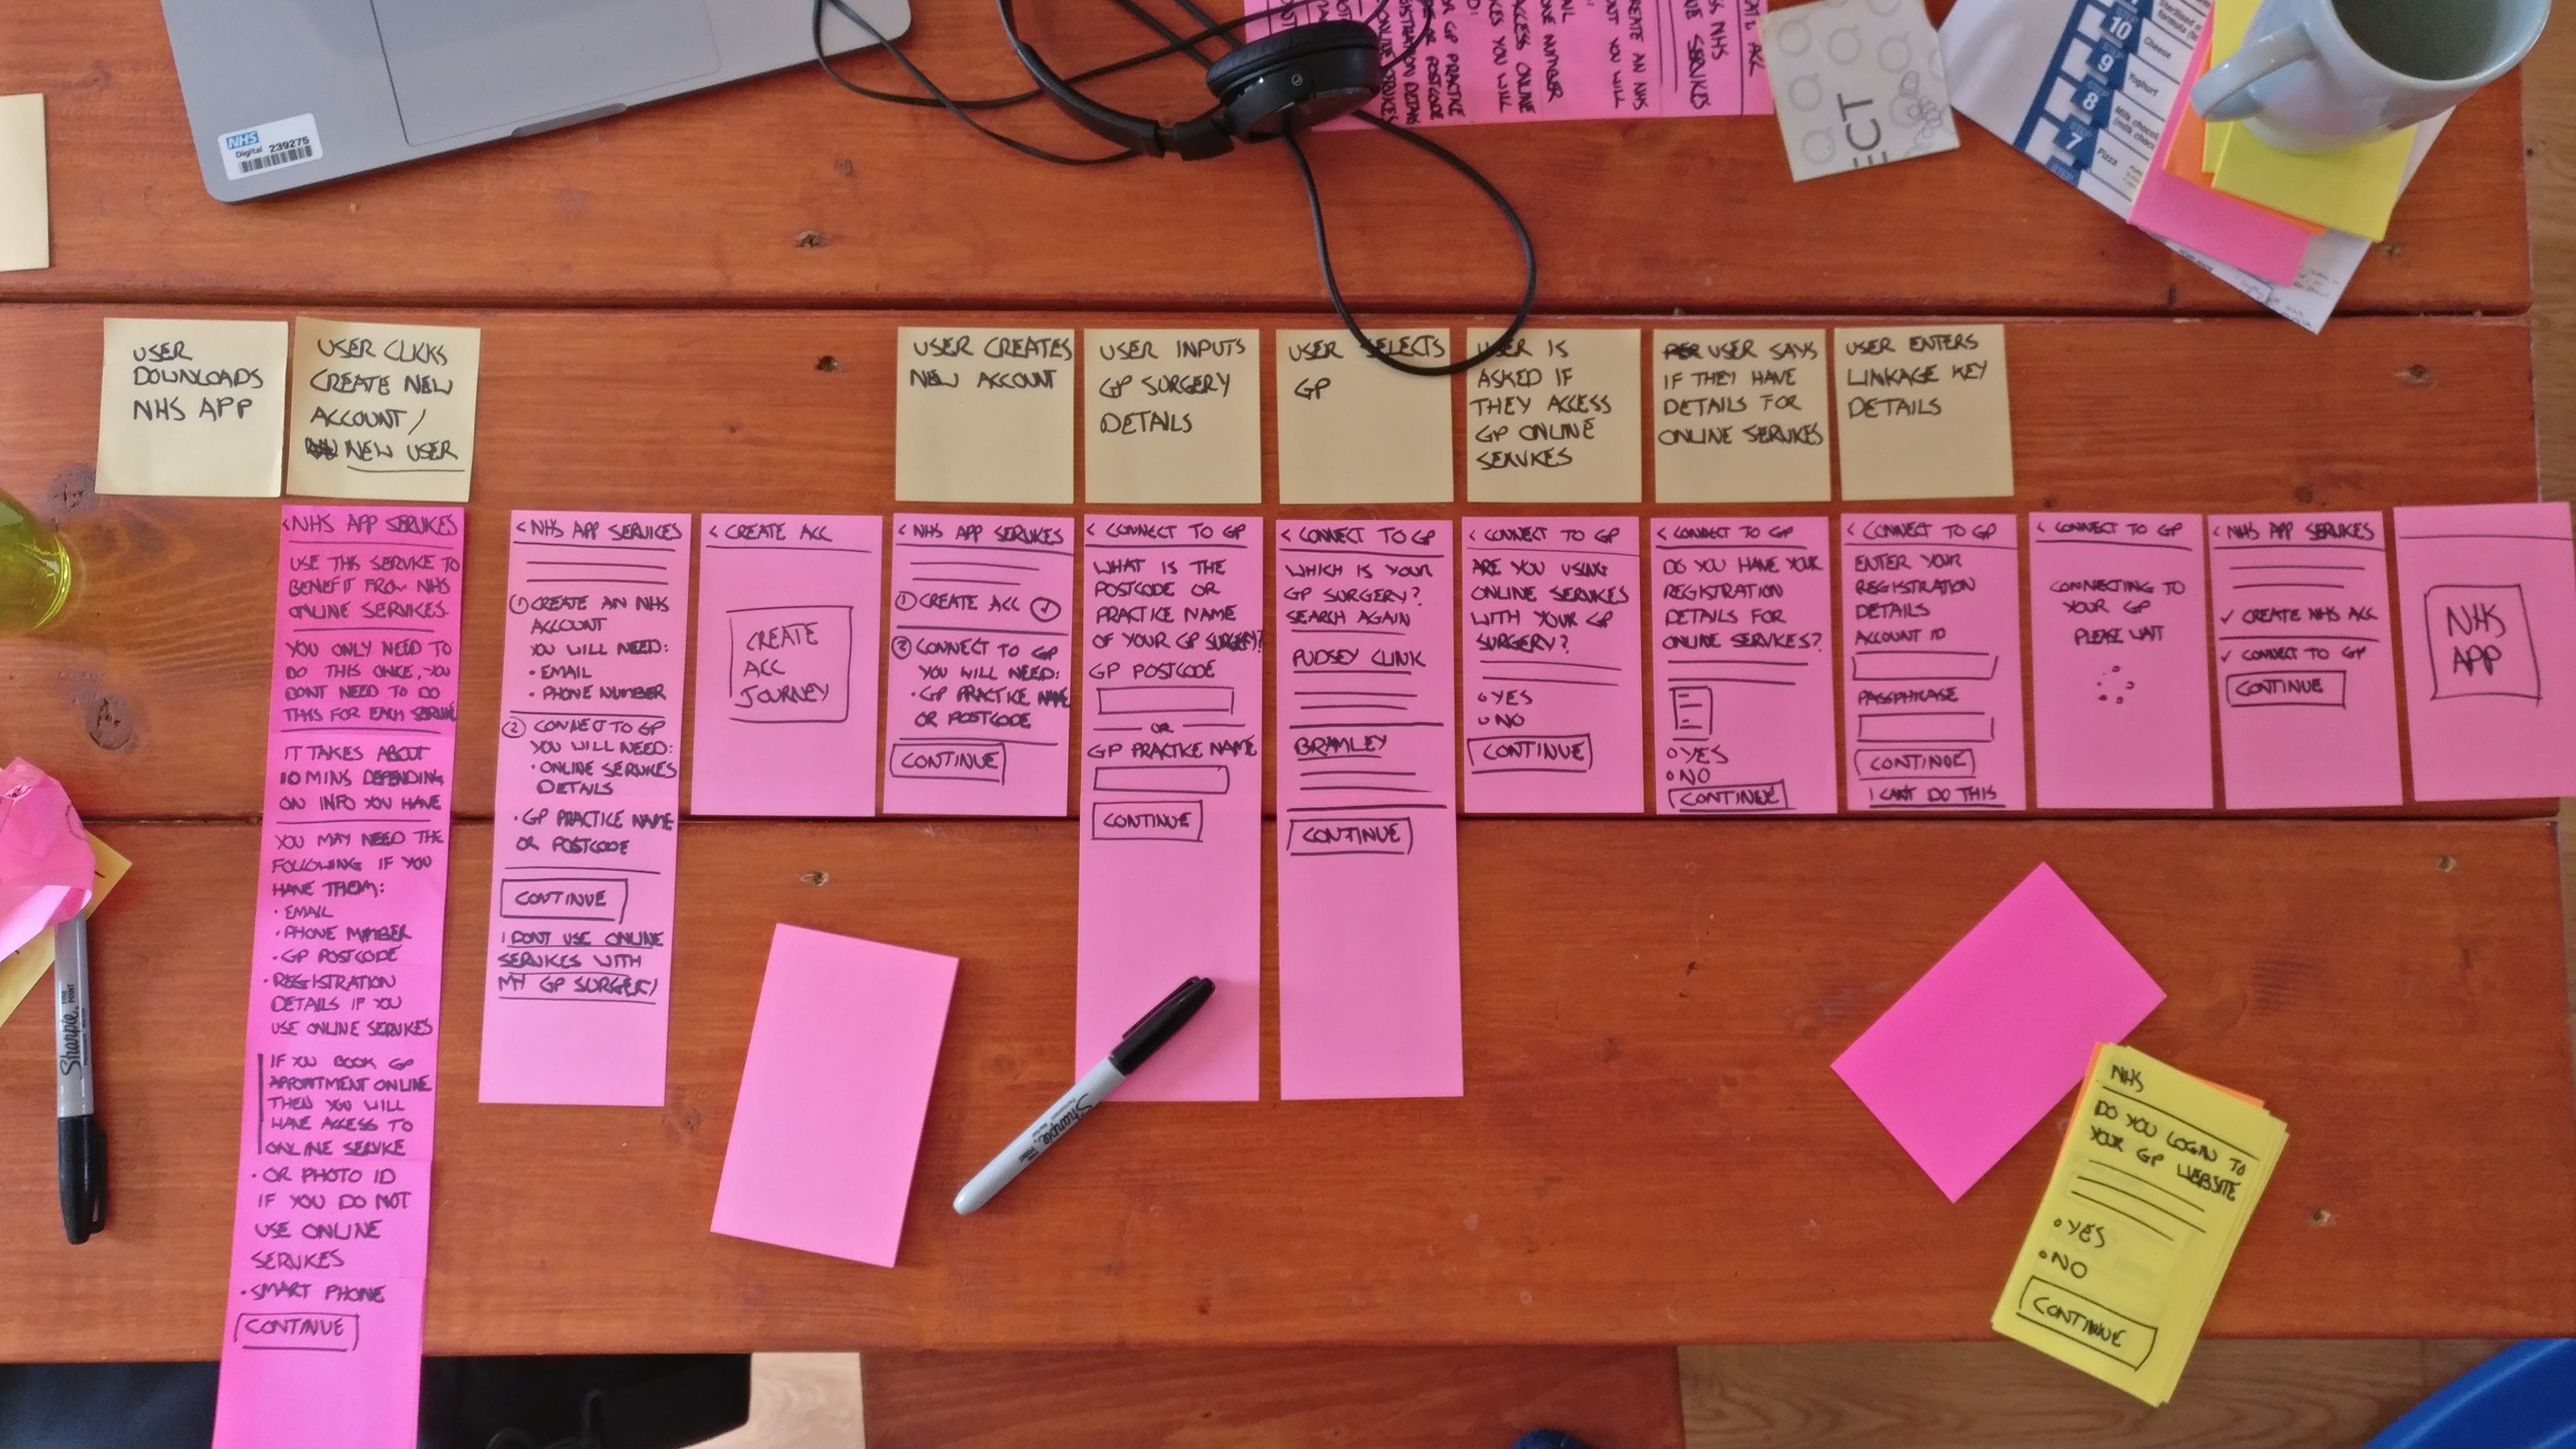 NHS
Digital 239275
ECT
10
9
8
STEP
7
Cheese
Yoghurt
Pizza
USER
DOWNLOADS
NHS APP
USER CLICKS
CREATE NEW
ACCOUNT/
NEW USER
USER CREATES
NEW ACCOUNT
USER INPUTS
GP SURGERY
DETAILS
USER SELECTS
GP
USER IS
ASKED IF
THEY ACCESS
GP ONLINE
SERVICES
USER SAYS
IF THEY HAVE
DETAILS FOR
ONLINE SERVICES
USER ENTERS
LINKAGE KEY
DETAILS
< NHS APP SERVICES
USE THIS SERVICE TO
BENEFIT FROM NHS
ONLINE SERVICES
YOU ONLY NEED TO
DO THIS ONCE, YOU
DONT NEED TO DO
THIS FOR EACH SERVICE
IT TAKES ABOUT
10 MINS DEPENDING
ON INFO YOU HAVE
YOU MAY NEED THE
FOLLOWING IF YOU
HAVE THEM:
· EMAIL
· PHONE NUMBER
· GP POSTCODE
· REGISTRATION
DETAILS IF YOU
USE ONLINE SERVICES
IF YOU BOOK GP
APPOINTMENT ONLINE
THEN YOU WILL
HAVE ACCESS TO
ONLINE SERVICE
· OR PHOTO ID
IF YOU DO NOT
USE ONLINE
SERVICES
· SMART PHONE
CONTINUE
< NHS APP SERVICES
① CREATE AN NHS
ACCOUNT
YOU WILL NEED:
· EMAIL
· PHONE NUMBER
② CONNECT TO GP
YOU WILL NEED:
· ONLINE SERVICES
DETAILS
· GP PRACTICE NAME
OR POSTCODE
CONTINUE
I DONT USE ONLINE
SERVICES WITH
MY GP SURGERY
< CREATE ACC
CREATE
ACC
JOURNEY
< NHS APP SERVICES
① CREATE ACC ✓
② CONNECT TO GP
YOU WILL NEED:
· GP PRACTICE NAME
OR POSTCODE
CONTINUE
< CONNECT TO GP
WHAT IS THE
POSTCODE OR
PRACTICE NAME
OF YOUR GP SURGERY?
GP POSTCODE
OR
GP PRACTICE NAME
CONTINUE
< CONNECT TO GP
WHICH IS YOUR
GP SURGERY?
SEARCH AGAIN
PUDSEY CLINIC
BRAMLEY
CONTINUE
< CONNECT TO GP
ARE YOU USING
ONLINE SERVICES
WITH YOUR GP
SURGERY?
○ YES
○ NO
CONTINUE
< CONNECT TO GP
DO YOU HAVE YOUR
REGISTRATION
DETAILS FOR
ONLINE SERVICES?
○ YES
○ NO
CONTINUE
< CONNECT TO GP
ENTER YOUR
REGISTRATION
DETAILS
ACCOUNT ID
PASSPHRASE
CONTINUE
I CANT DO THIS
< CONNECT TO GP
CONNECTING TO
YOUR GP
PLEASE WAIT
< NHS APP SERVICES
✓ CREATE NHS ACC
✓ CONNECT TO GP
CONTINUE
NHS
APP
Sharpie
Sharpie
NHS
DO YOU LOGIN TO
YOUR GP WEBSITE
○ YES
○ NO
CONTINUE